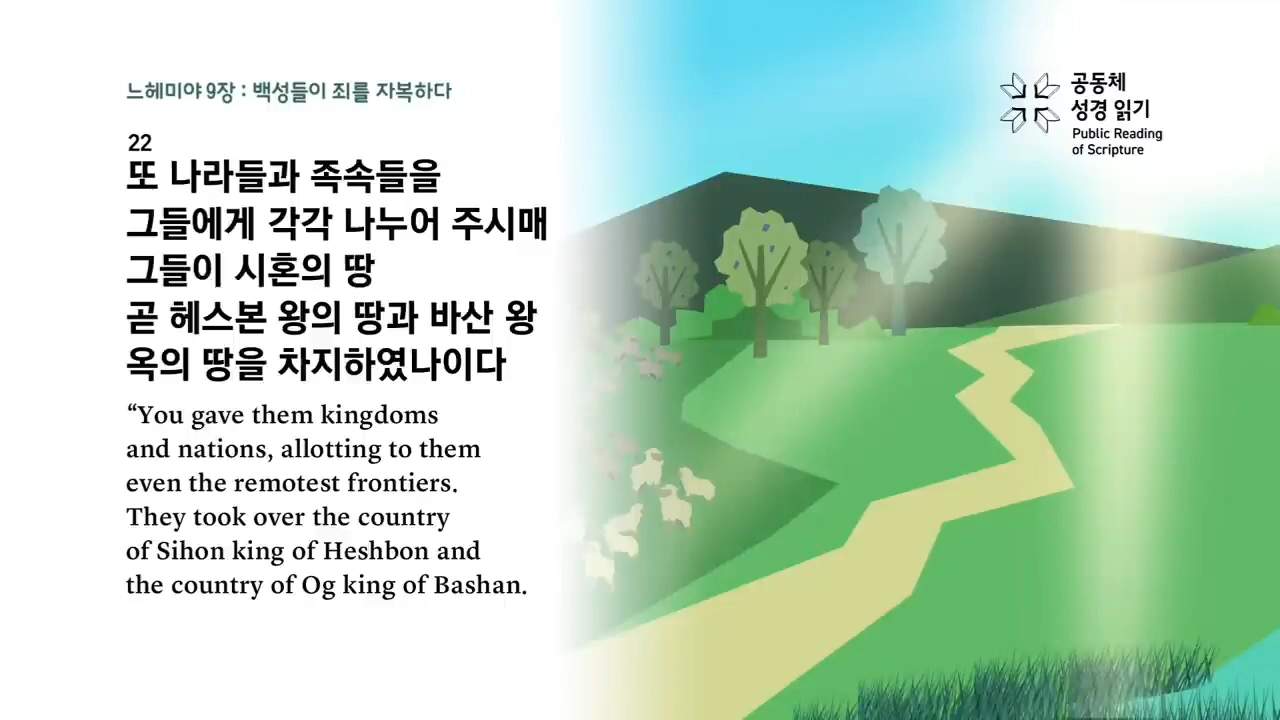 느헤미야 9장 : 백성들이 죄를 자복하다
22
또 나라들과 족속들을
그들에게 각각 나누어 주시매
그들이 시혼의 땅
곧 헤스본 왕의 땅과 바산 왕
옥의 땅을 차지하였나이다
“You gave them kingdoms
and nations, allotting to them
even the remotest frontiers.
They took over the country
of Sihon king of Heshbon and
the country of Og king of Bashan.
공동체
성경 읽기
Public Reading
of Scripture